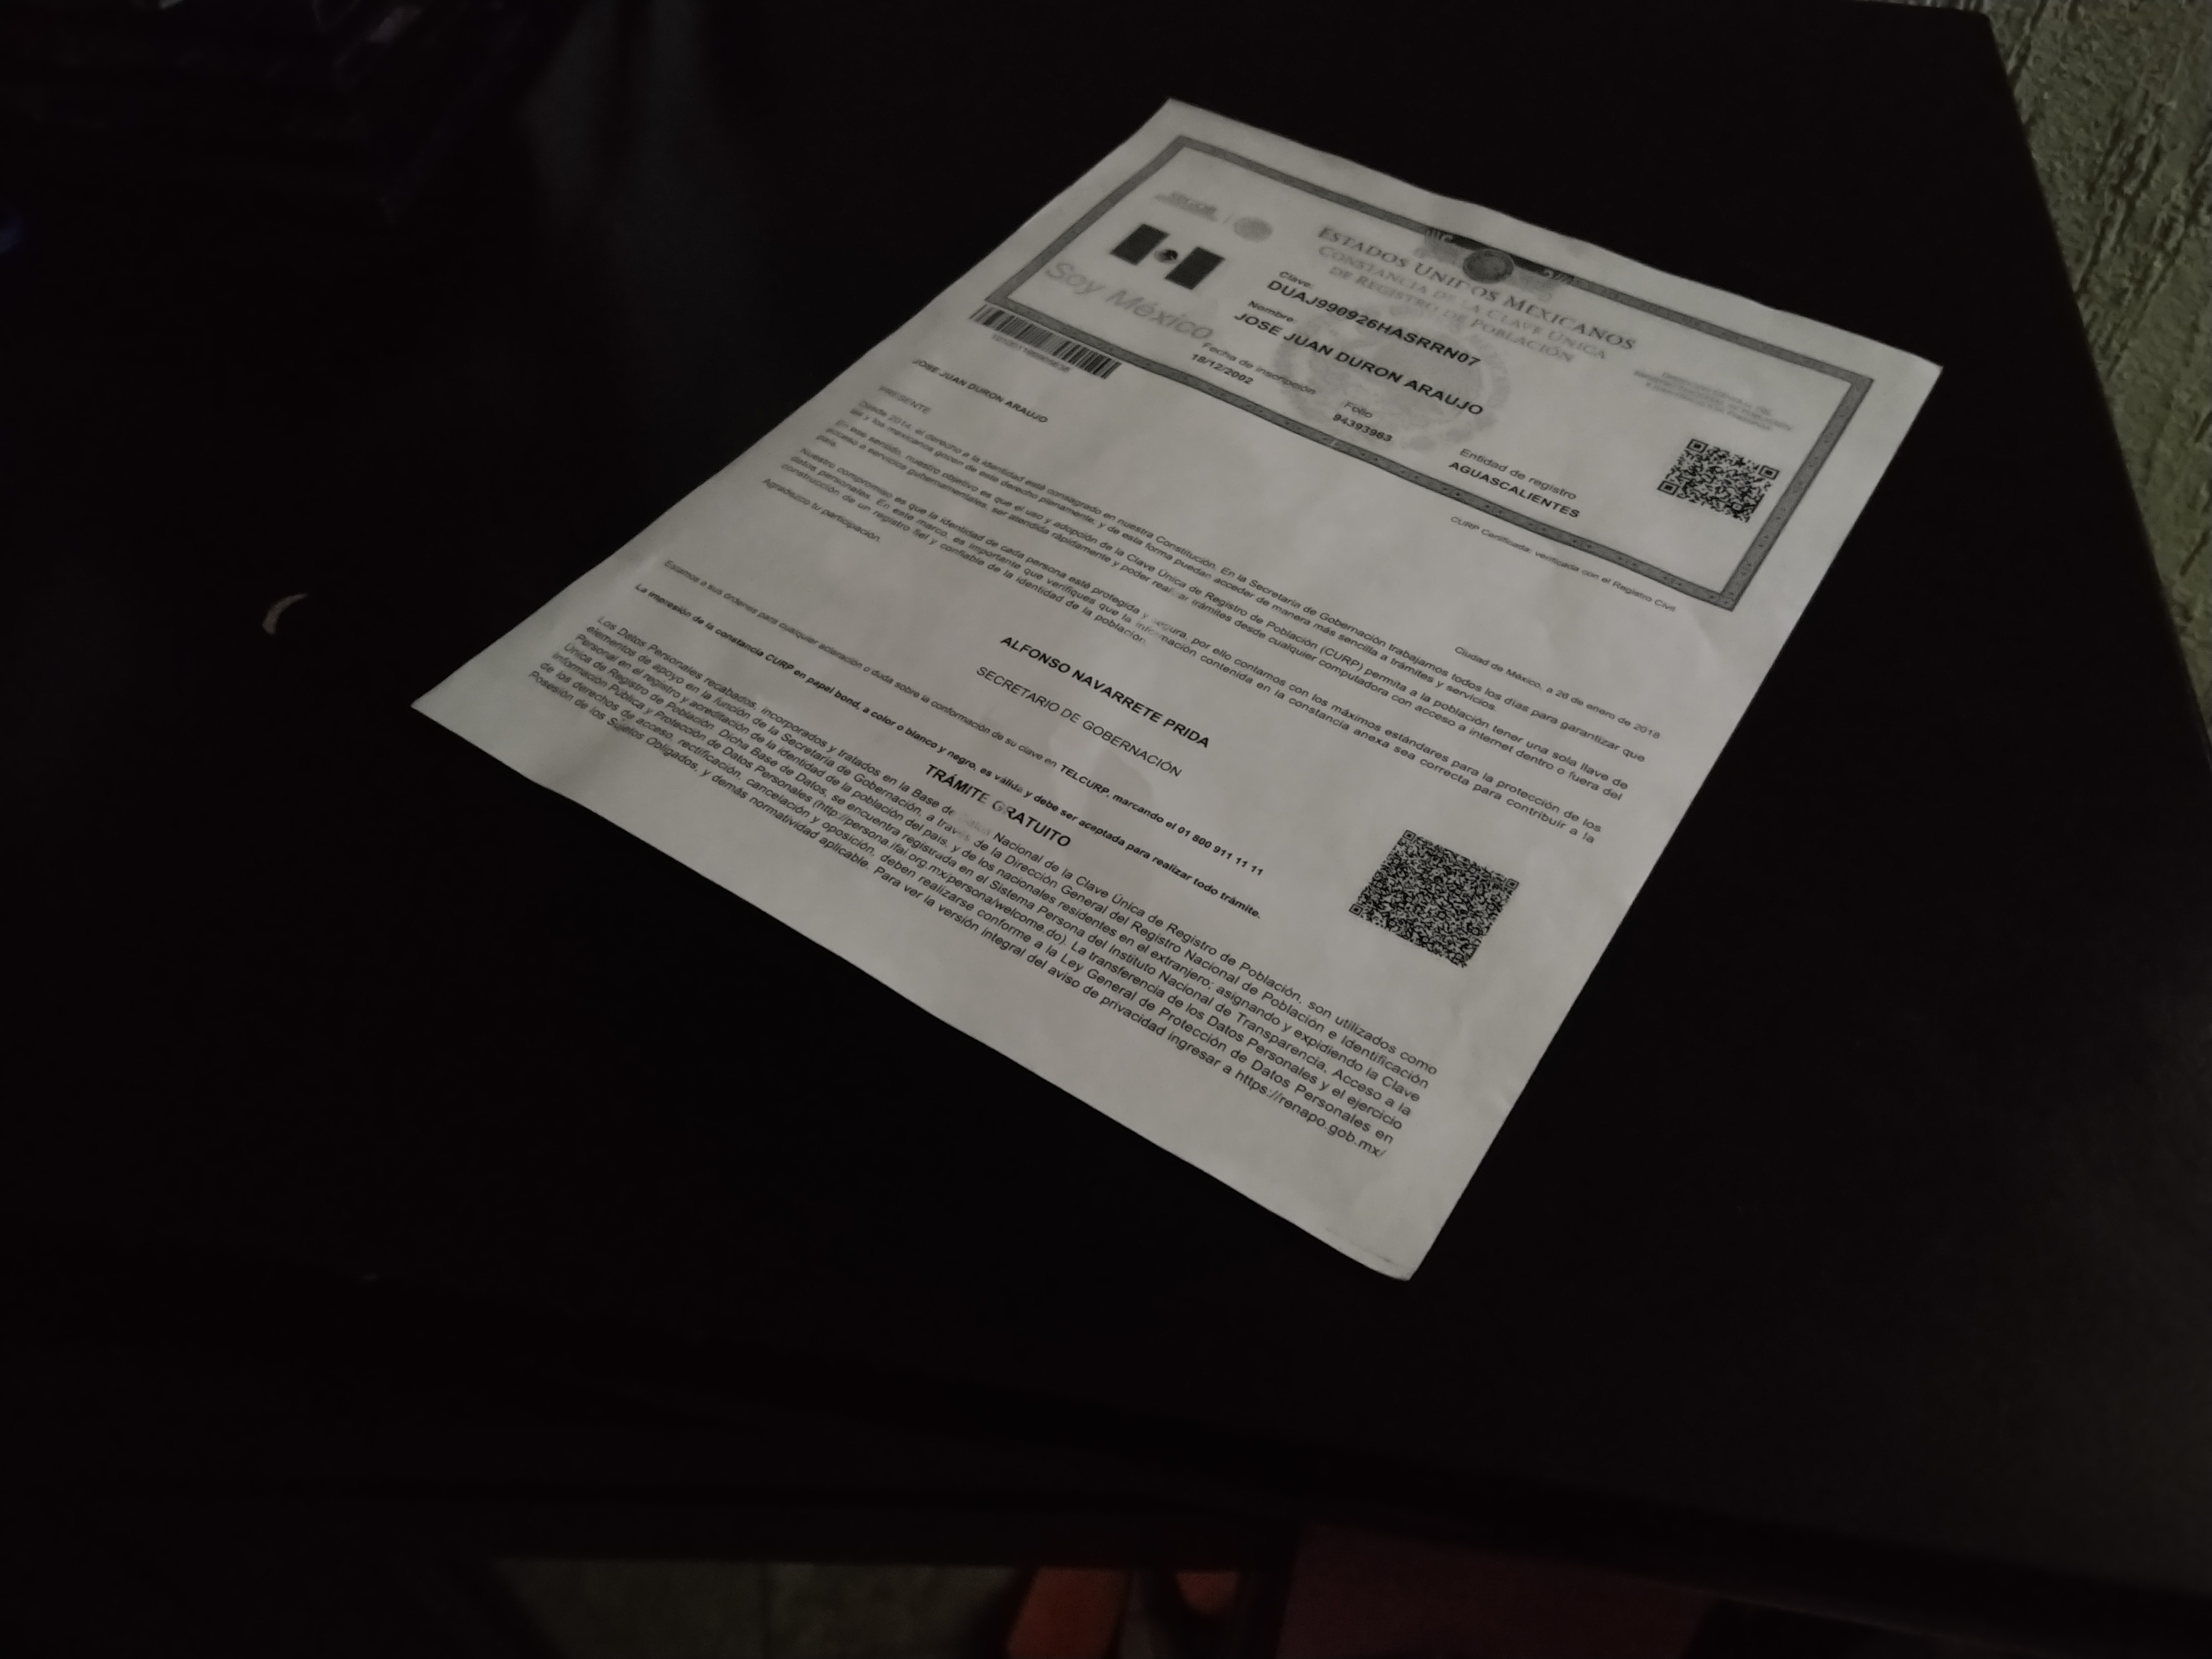 ESTADOS UNIDOS MEXICANOS
CONSTANCIA DE LA CLAVE ÚNICA
DE REGISTRO DE POBLACIÓN
Soy México
Clave:
DUAJ990926HASRRN07
Nombre:
JOSE JUAN DURON ARAUJO
Fecha de inscripción
18/12/2002
Folio
94393963
Entidad de registro
AGUASCALIENTES
CURP Certificada: verificada con el Registro Civil
JOSE JUAN DURON ARAUJO
PRESENTE
Ciudad de México, a 26 de enero de 2018
Desde 2014, el derecho a la identidad está consagrado en nuestra Constitución. En la Secretaría de Gobernación trabajamos todos los días para garantizar que
las y los mexicanos gocen de este derecho plenamente, y de esta forma puedan acceder de manera más sencilla a trámites y servicios.
En ese sentido, nuestro objetivo es que el uso y adopción de la Clave Única de Registro de Población (CURP) permita a la población tener una sola llave de
acceso a servicios gubernamentales, ser atendida rápidamente y poder realizar trámites desde cualquier computadora con acceso a internet dentro o fuera del
país.
Nuestro compromiso es que la identidad de cada persona está protegida y segura, por ello contamos con los máximos estándares para la protección de los
datos personales. En este marco, es importante que verifiques que la información contenida en la constancia anexa sea correcta para contribuir a la
construcción de un registro fiel y confiable de la identidad de la población.
Agradezco tu participación.
ALFONSO NAVARRETE PRIDA
SECRETARIO DE GOBERNACIÓN
Estamos a sus órdenes para cualquier aclaración o duda sobre la conformación de su clave en TELCURP, marcando el 01 800 911 11 11
La impresión de la constancia CURP en papel bond, a color o blanco y negro, es válida y debe ser aceptada para realizar todo trámite.
TRÁMITE GRATUITO
Los Datos Personales recabados, incorporados y tratados en la Base de Datos Nacional de la Clave Única de Registro de Población, son utilizados como
elementos de apoyo en la función de la Secretaría de Gobernación, a través de la Dirección General del Registro Nacional de Población e Identificación
Personal en el registro y acreditación de la identidad de la población del país, y de los nacionales residentes en el extranjero; asignando y expidiendo la Clave
Única de Registro de Población. Dicha Base de Datos, se encuentra registrada en el Sistema Persona del Instituto Nacional de Transparencia, Acceso a la
Información Pública y Protección de Datos Personales (http://persona.ifai.org.mx/persona/welcome.do). La transferencia de los Datos Personales y el ejercicio
de los derechos de acceso, rectificación, cancelación y oposición, deben realizarse conforme a la Ley General de Protección de Datos Personales en
Posesión de los Sujetos Obligados, y demás normatividad aplicable. Para ver la versión integral del aviso de privacidad ingresar a https://renapo.gob.mx/